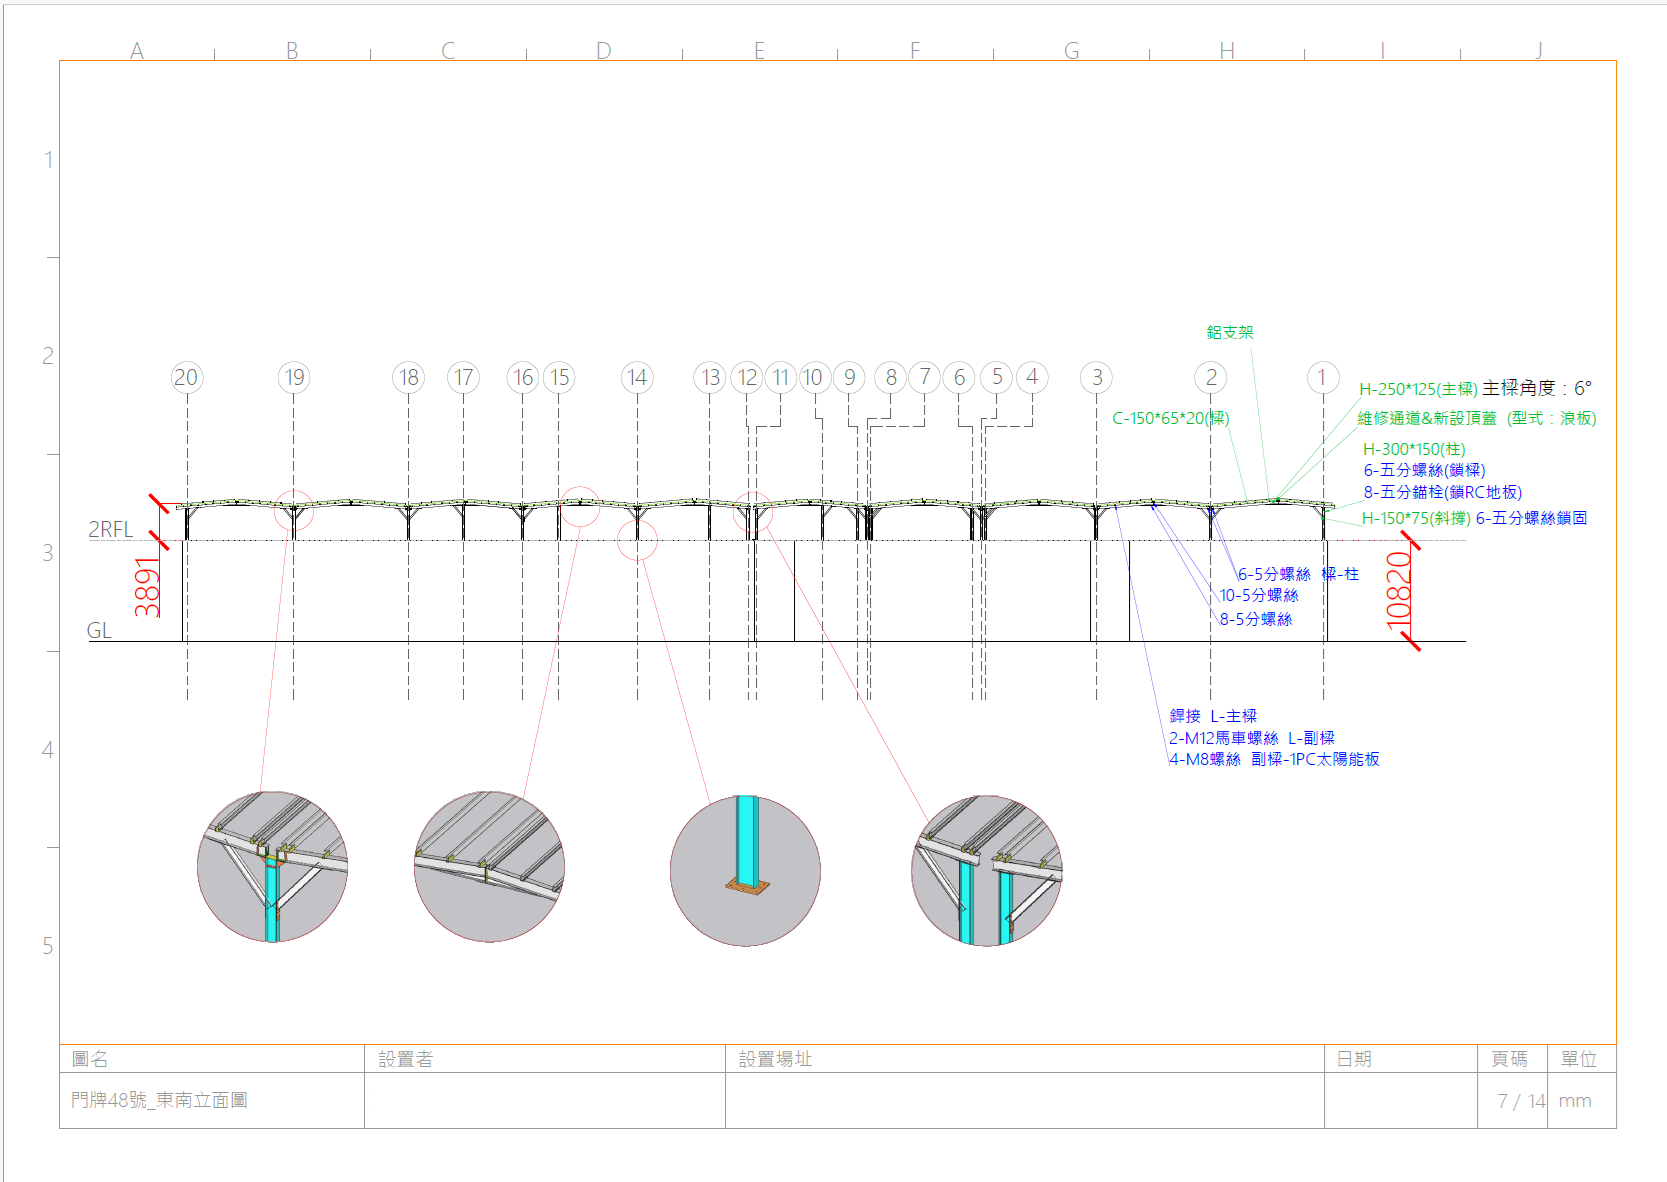 A B C D E F G H I J
1
2
3
4
5
鋁支架
20 19 18 17 16 15 14 13 12 11 10 9 8 7 6 5 4 3 2 1
H-250*125(主樑) 主樑角度：6°
C-150*65*20(樑)
維修通道&新設頂蓋 (型式：浪板)
H-300*150(柱)
6-五分螺絲(鎖樑)
8-五分錨栓(鎖RC地板)
H-150*75(斜撐) 6-五分螺絲鎖固
2RFL
3891
10820
6-5分螺絲 樑-柱
10-5分螺絲
8-5分螺絲
GL
銲接 L-主樑
2-M12馬車螺絲 L-副樑
4-M8螺絲 副樑-1PC太陽能板
圖名 設置者 設置場址 日期 頁碼 單位
門牌48號_東南立面圖 7 / 14 mm